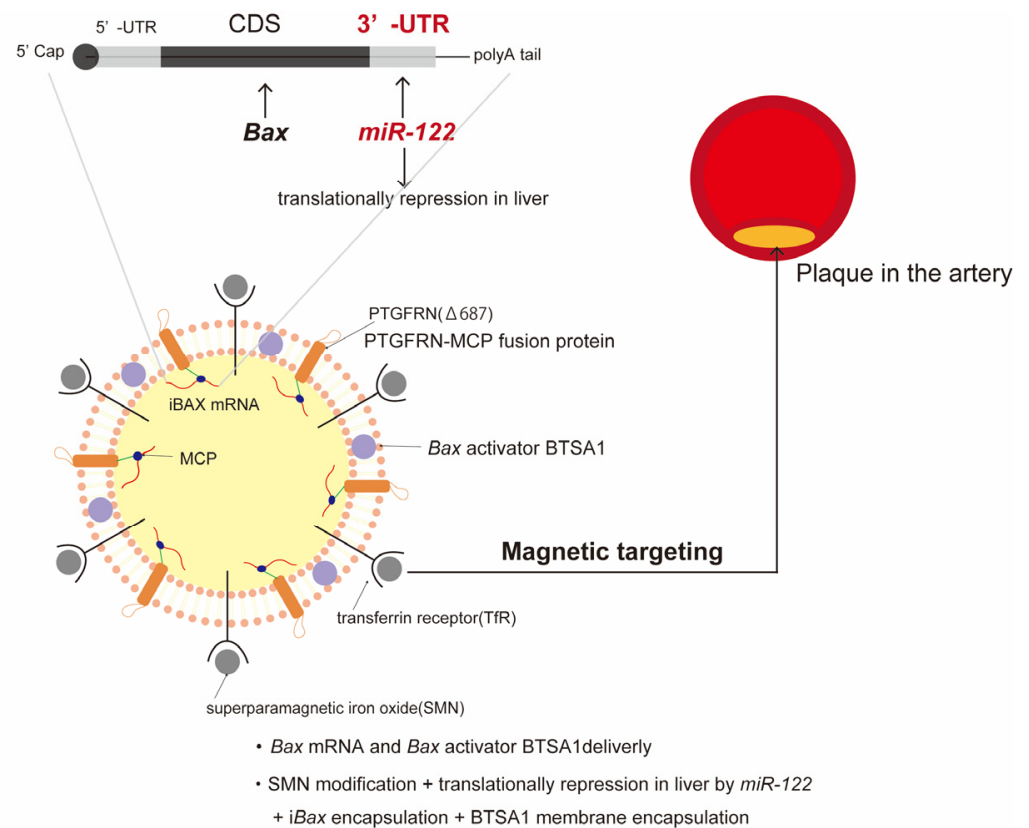 5’ -UTR
CDS
3’ -UTR
5’ Cap
polyA tail
Bax
miR-122
translationally repression in liver
Plaque in the artery
PTGFRN(Δ687)
PTGFRN-MCP fusion protein
iBAX mRNA
MCP
Bax activator BTSA1
Magnetic targeting
transferrin receptor(TfR)
superparamagnetic iron oxide(SMN)
• Bax mRNA and Bax activator BTSA1deliverly
• SMN modification + translationally repression in liver by miR-122
+ iBax encapsulation + BTSA1 membrane encapsulation